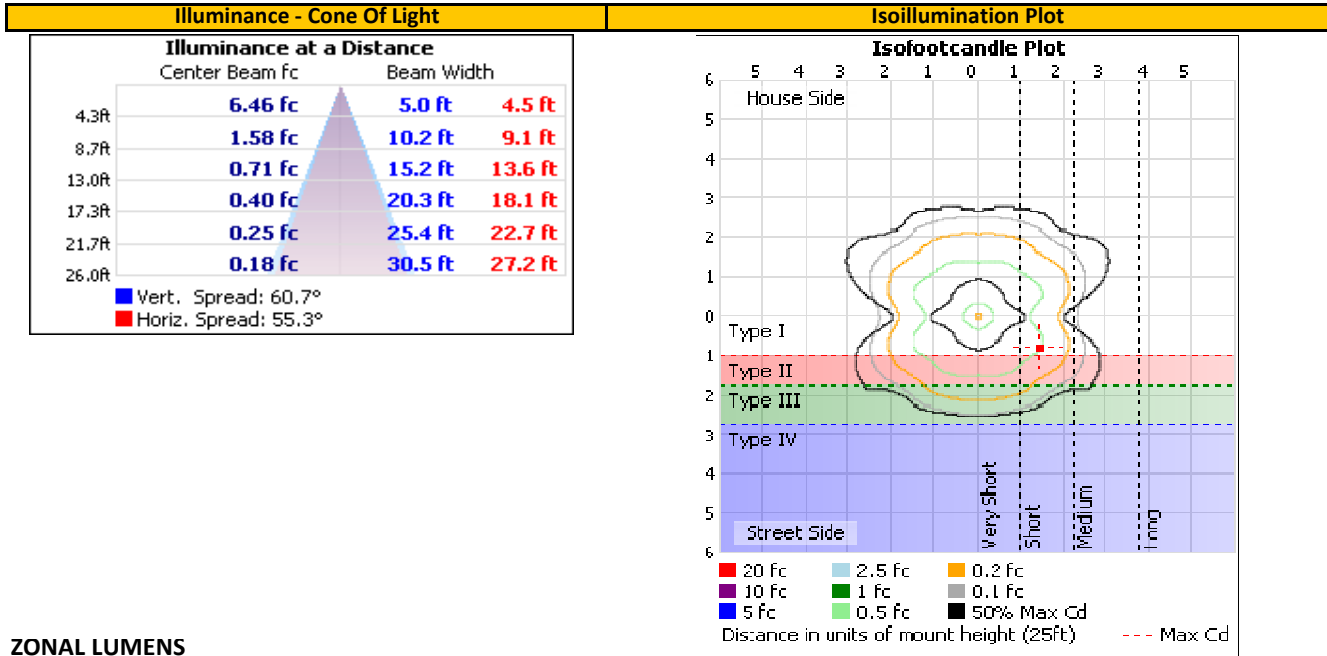 Illuminance - Cone Of Light
Illuminance at a Distance
Center Beam fc Beam Width
4.3ft 6.46 fc 5.0 ft 4.5 ft
8.7ft 1.58 fc 10.2 ft 9.1 ft
13.0ft 0.71 fc 15.2 ft 13.6 ft
17.3ft 0.40 fc 20.3 ft 18.1 ft
21.7ft 0.25 fc 25.4 ft 22.7 ft
26.0ft 0.18 fc 30.5 ft 27.2 ft
Vert. Spread: 60.7°
Horiz. Spread: 55.3°
Isoillumination Plot
Isofootcandle Plot
5 4 3 2 1 0 1 2 3 4 5
6
House Side
5
4
3
2
1
0
Type I
1
Type II
2
Type III
3
Type IV
4
5
6
Very Short
Short
Medium
Long
Street Side
20 fc 2.5 fc 0.2 fc
10 fc 1 fc 0.1 fc
5 fc 0.5 fc 50% Max Cd
Distance in units of mount height (25ft) --- Max Cd
ZONAL LUMENS